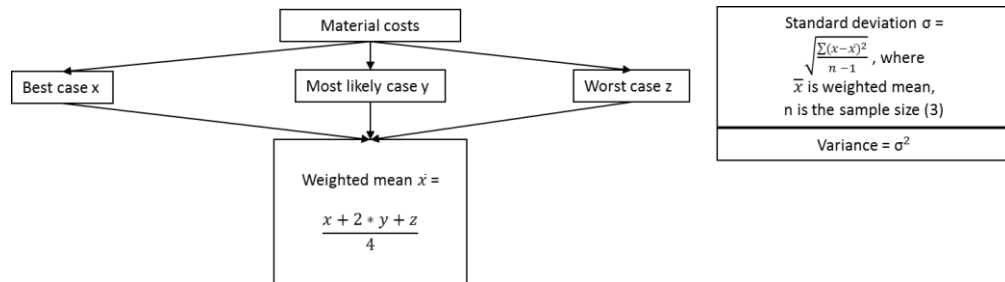 Material costs
Best case x
Most likely case y
Worst case z
Weighted mean ẋ =
x + 2 * y + z
4
Standard deviation σ =
√(∑(x−ẋ)²
n −1), where
x̅ is weighted mean,
n is the sample size (3)
Variance = σ²